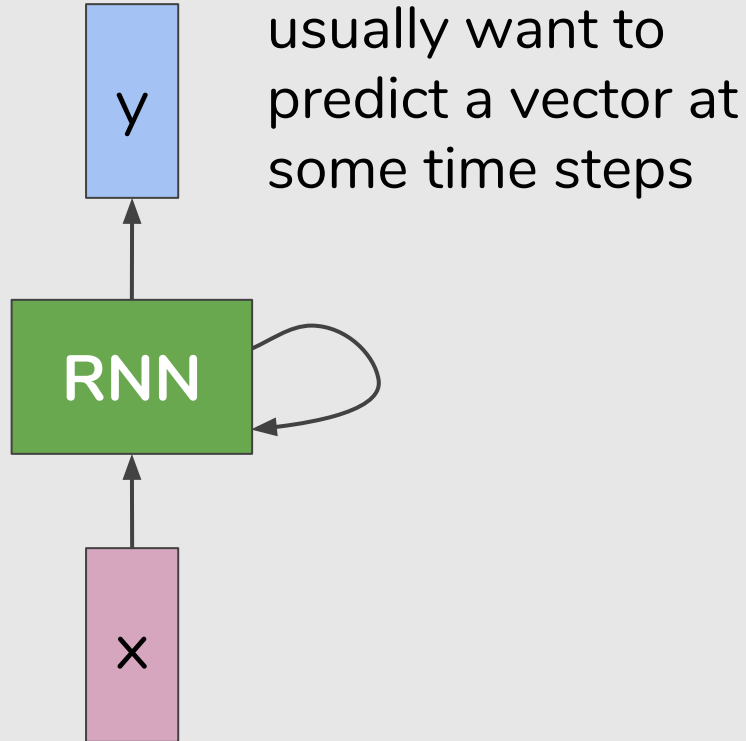 y
usually want to
predict a vector at
some time steps
RNN
x